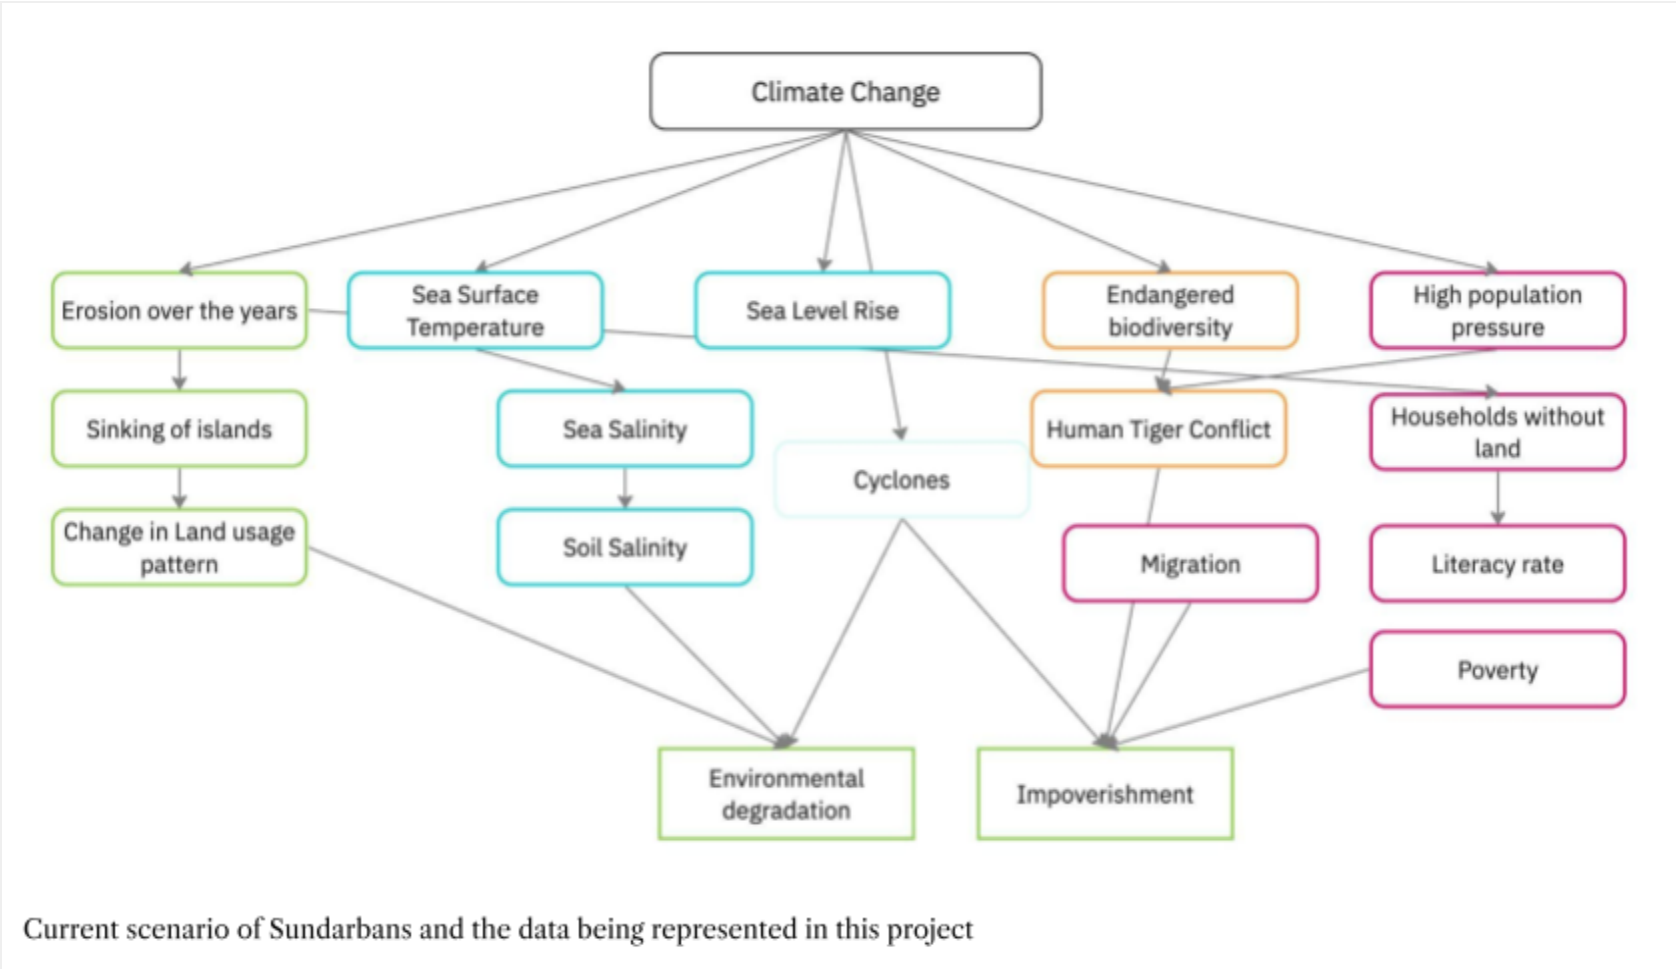 Climate Change
Erosion over the years
Sea Surface
Temperature
Sea Level Rise
Endangered
biodiversity
High population
pressure
Sinking of islands
Sea Salinity
Cyclones
Human Tiger Conflict
Households without
land
Change in Land usage
pattern
Soil Salinity
Migration
Literacy rate
Poverty
Environmental
degradation
Impoverishment
Current scenario of Sundarbans and the data being represented in this project